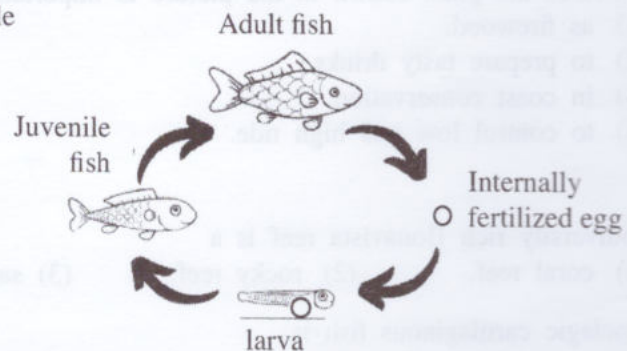 Adult fish
Juvenile
fish
Internally
fertilized egg
larva